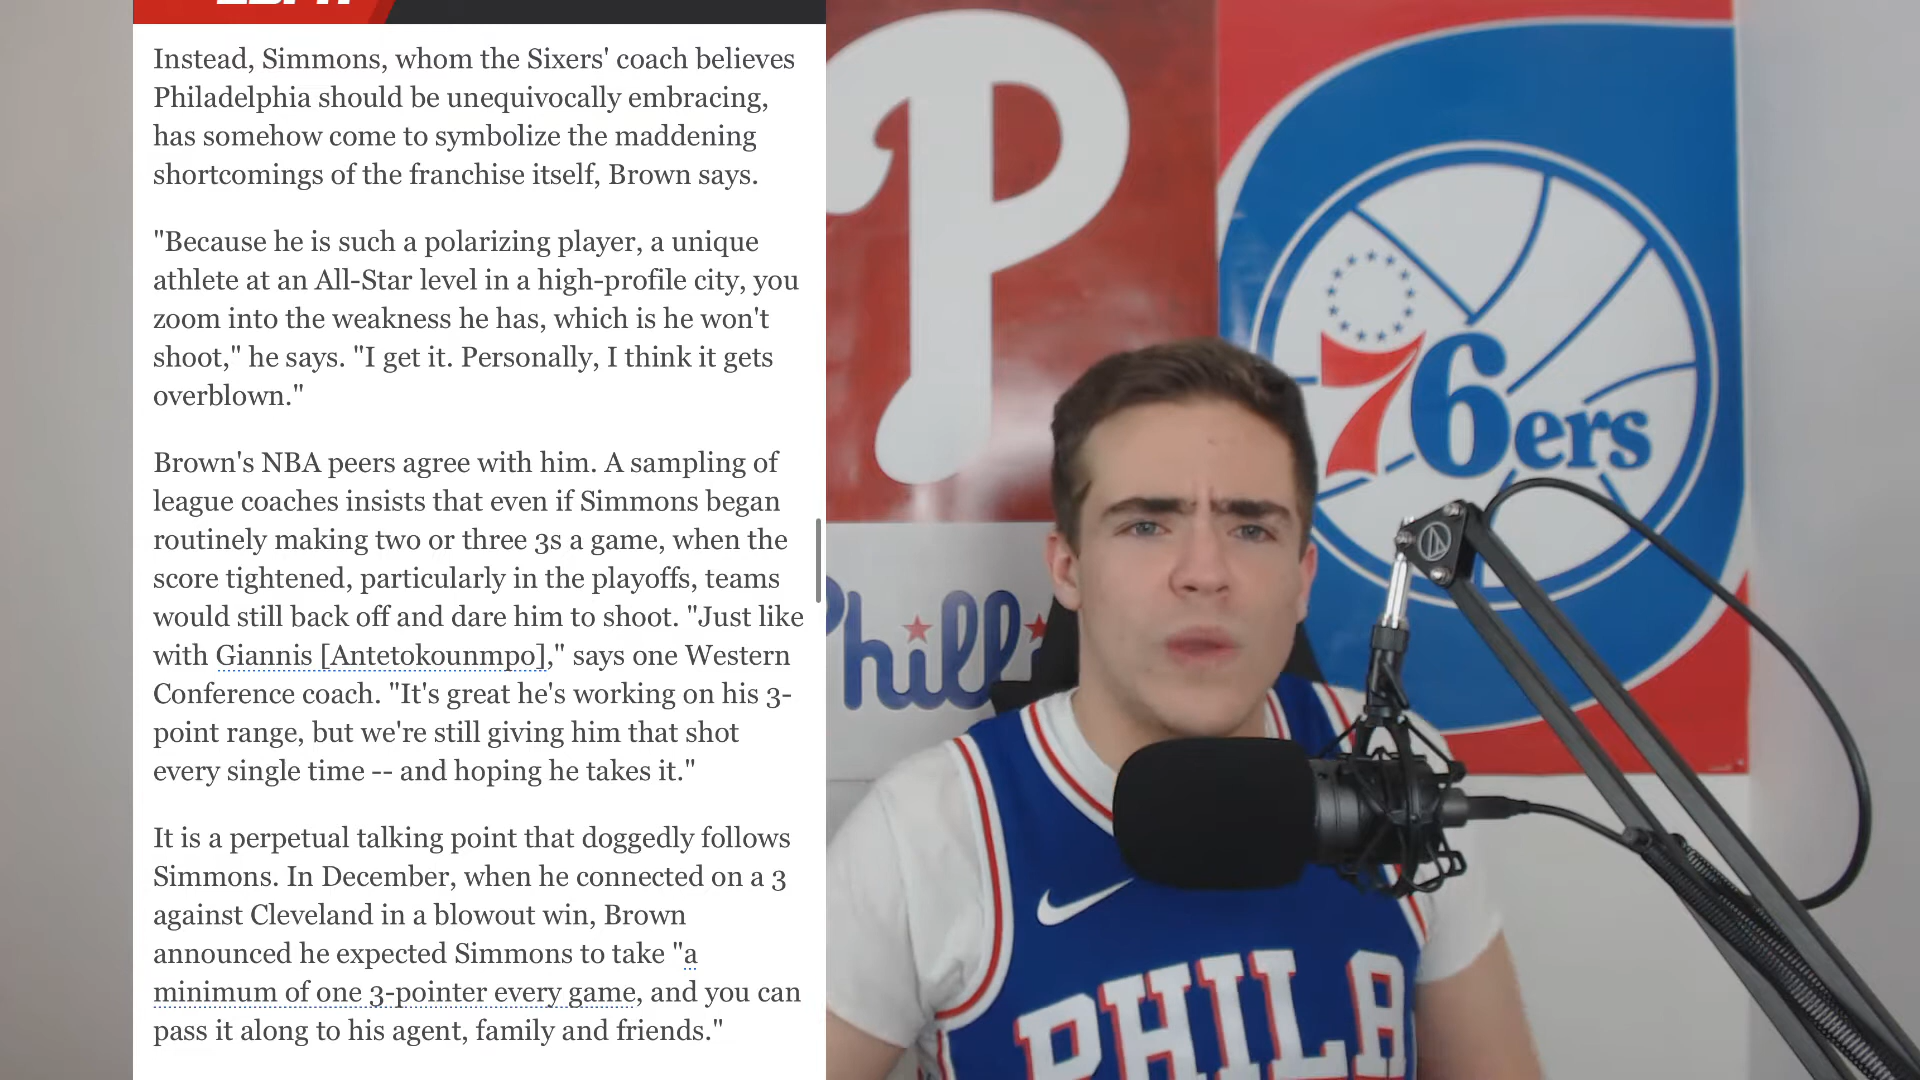 Instead, Simmons, whom the Sixers' coach believes
Philadelphia should be unequivocally embracing,
has somehow come to symbolize the maddening
shortcomings of the franchise itself, Brown says.
"Because he is such a polarizing player, a unique
athlete at an All-Star level in a high-profile city, you
zoom into the weakness he has, which is he won't
shoot," he says. "I get it. Personally, I think it gets
overblown."
Brown's NBA peers agree with him. A sampling of
league coaches insists that even if Simmons began
routinely making two or three 3s a game, when the
score tightened, particularly in the playoffs, teams
would still back off and dare him to shoot. "Just like
with Giannis [Antetokounmpo]," says one Western
Conference coach. "It's great he's working on his 3-
point range, but we're still giving him that shot
every single time -- and hoping he takes it."
It is a perpetual talking point that doggedly follows
Simmons. In December, when he connected on a 3
against Cleveland in a blowout win, Brown
announced he expected Simmons to take "a
minimum of one 3-pointer every game, and you can
pass it along to his agent, family and friends."
P
76ers
Philli
PHILA